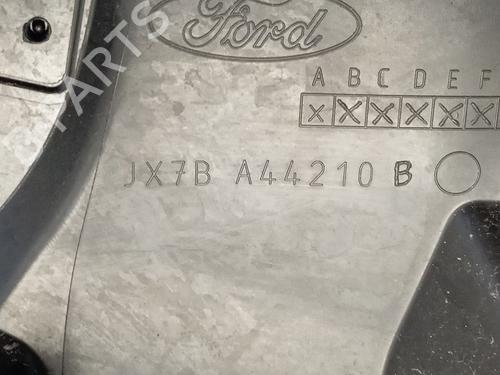 Ford
PARTS
A B C D E F
X X X X X X
JX7B A44210 B